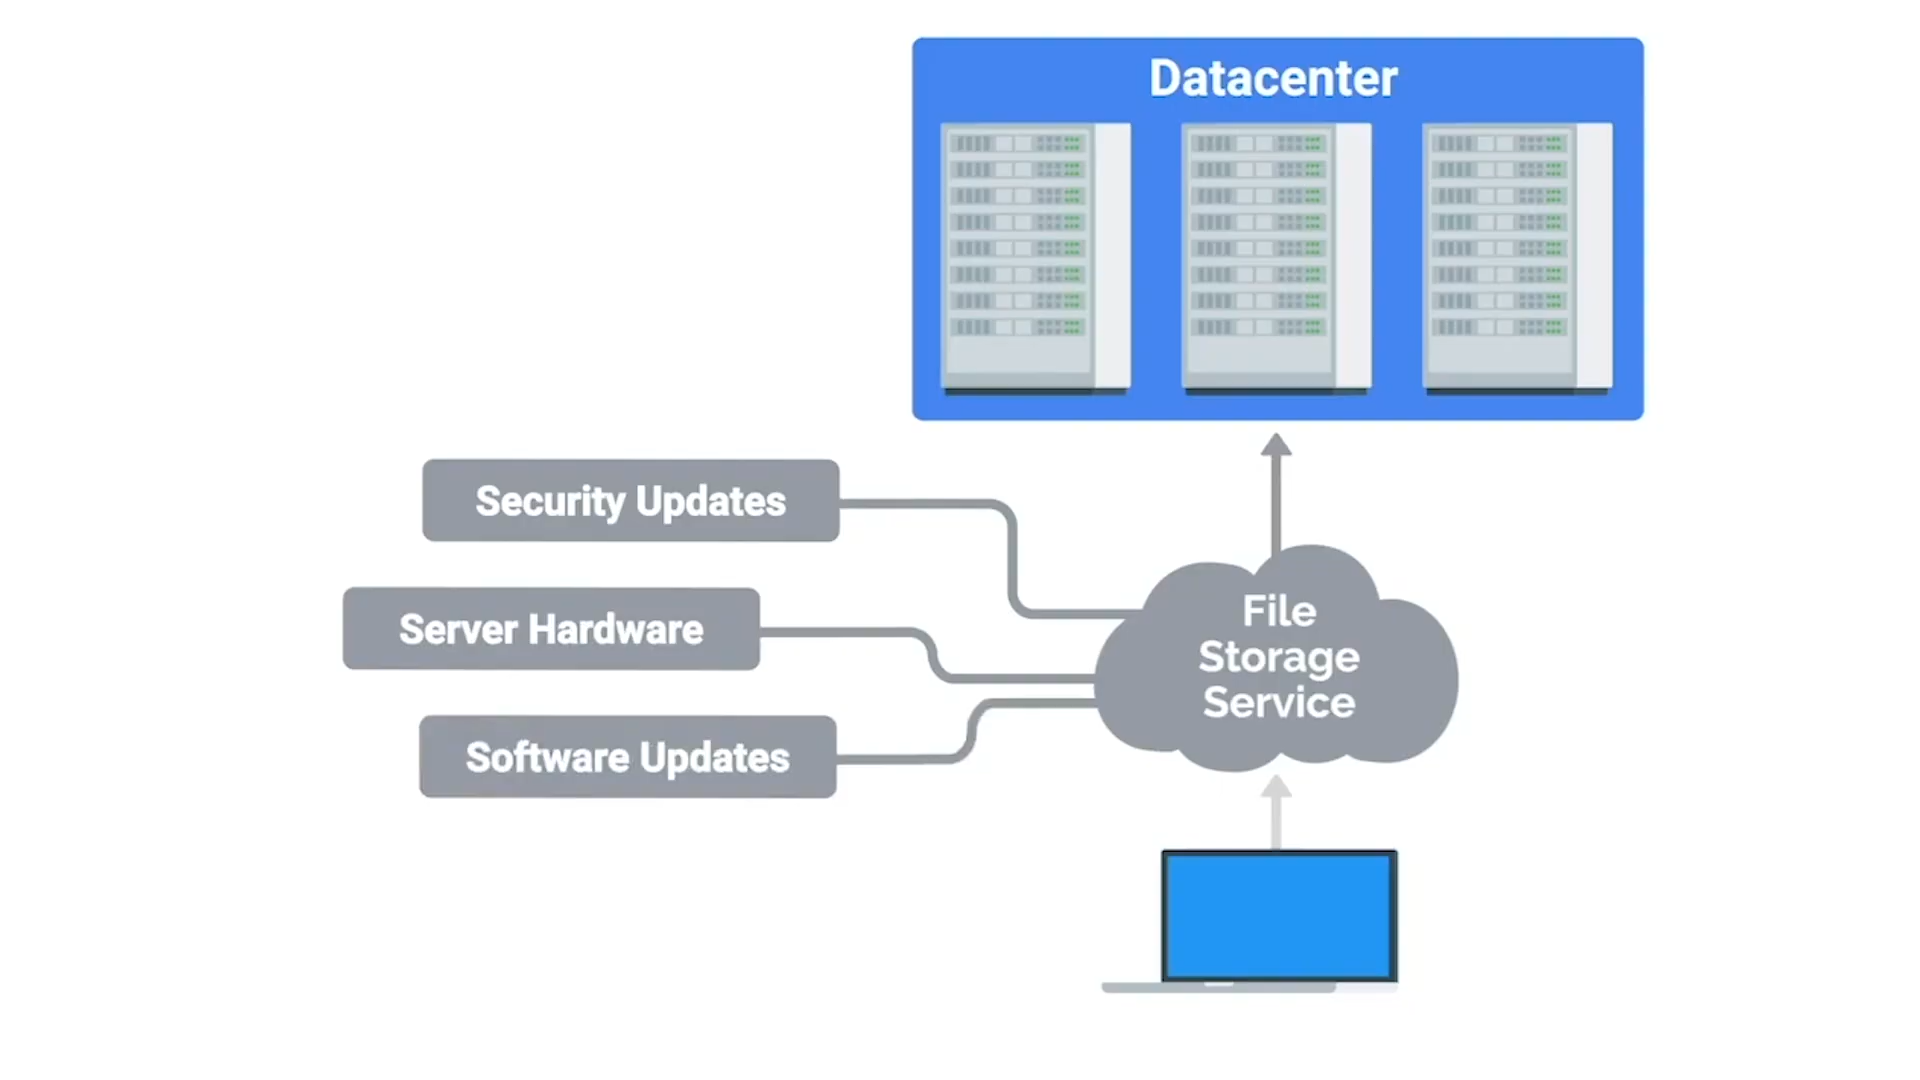 Datacenter
Security Updates
Server Hardware
Software Updates
File
Storage
Service